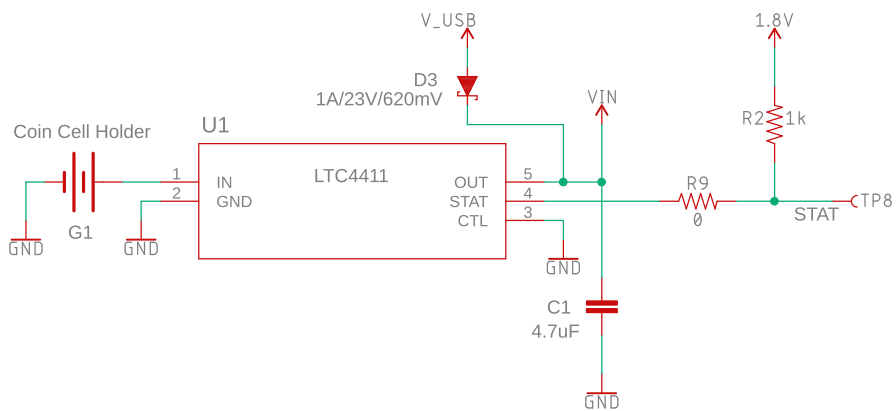 V_USB
1.8V
D3
1A/23V/620mV
VIN
R2
1k
Coin Cell Holder
U1
LTC4411
1
IN
OUT
5
2
GND
STAT
4
CTL
3
R9
0
STAT
TP8
G1
GND
GND
GND
C1
4.7uF
GND